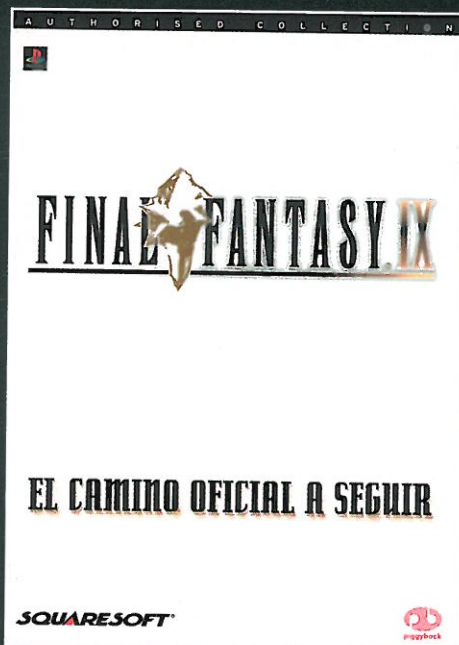 AUTHORISED COLLECTION
FINAL FANTASY® IX
EL CAMINO OFICIAL A SEGUIR
SQUARESOFT®
piggyback